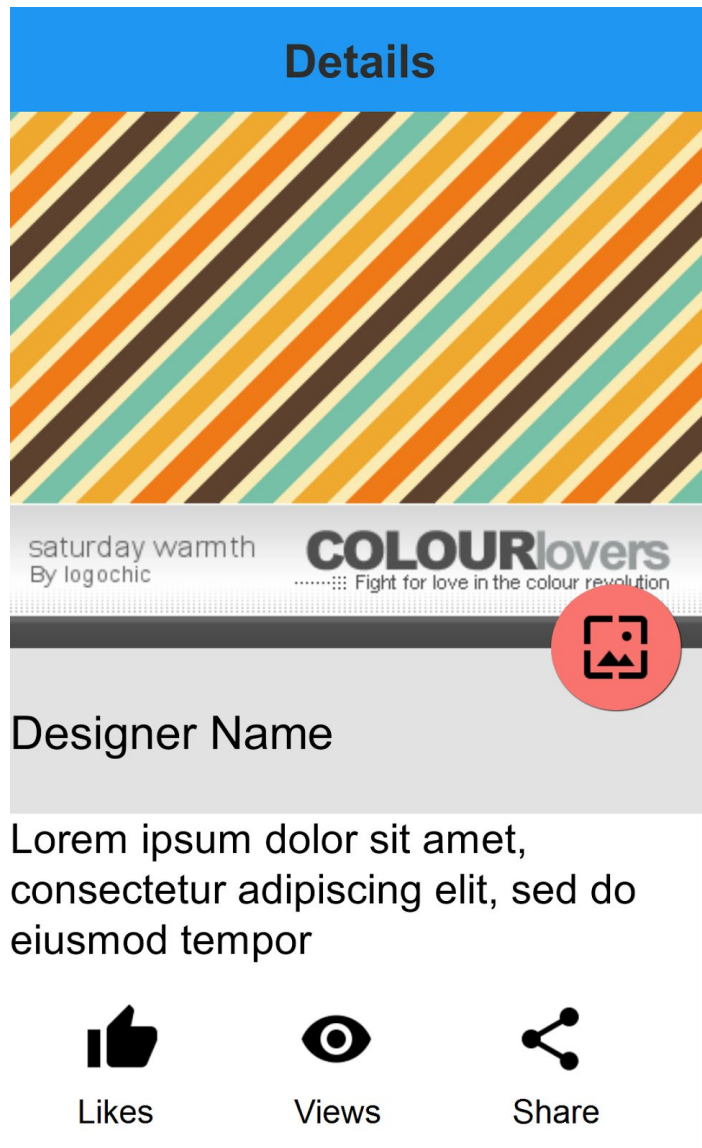 Details
saturday warmth
By logochic
COLOURlovers
·······::: Fight for love in the colour revolution
Designer Name
Lorem ipsum dolor sit amet,
consectetur adipiscing elit, sed do
eiusmod tempor
Likes Views Share